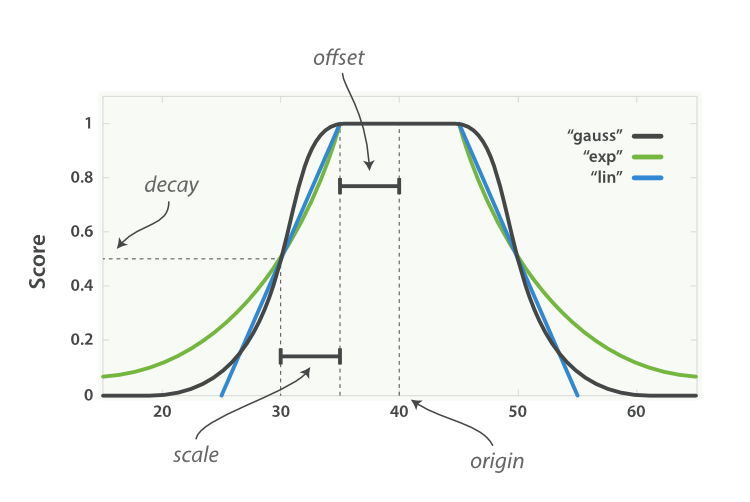 offset
1
"gauss"
"exp"
"lin"
0.8
decay
0.6
Score
0.4
0.2
0
20
30
40
50
60
scale
origin